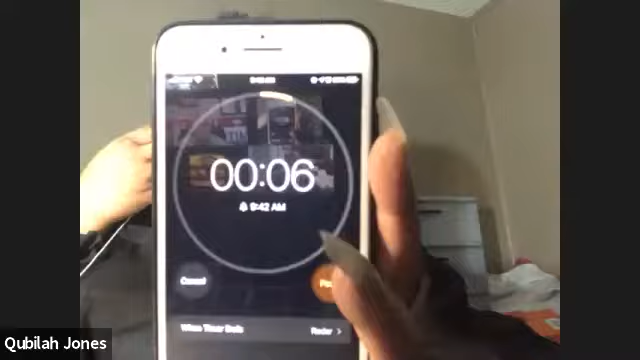 00:06
9:42 AM
Cancel
When Timer Ends
Radar >
Qubilah Jones